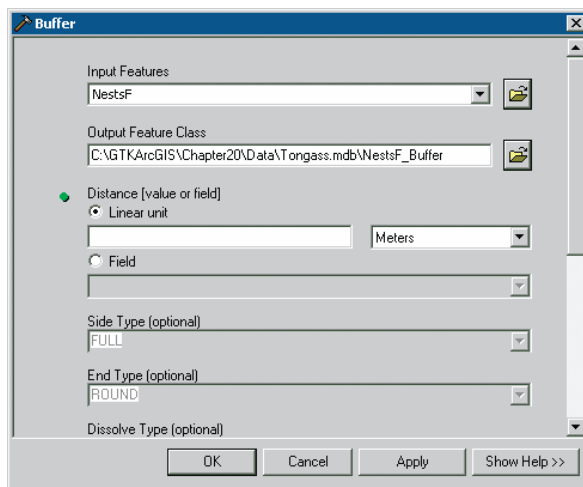 Buffer
Input Features
NestsF
Output Feature Class
C:\GTKArcGIS\Chapter20\Data\Tongass.mdb\NestsF_Buffer
Distance [value or field]
Linear unit
Meters
Field
Side Type (optional)
FULL
End Type (optional)
ROUND
Dissolve Type (optional)
OK Cancel Apply Show Help >>